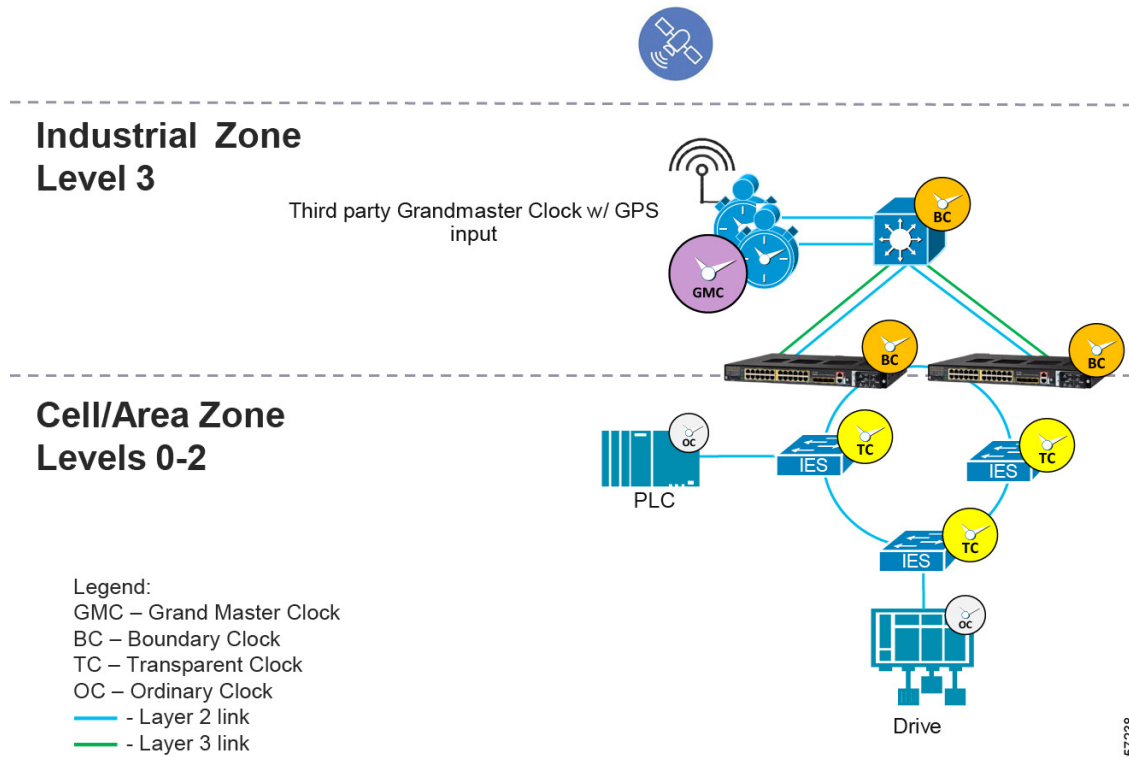 Industrial Zone
Level 3
Third party Grandmaster Clock w/ GPS
input
BC
GMC
BC
BC
Cell/Area Zone
Levels 0-2
OC
TC
TC
IES
IES
PLC
TC
IES
OC
Drive
Legend:
GMC – Grand Master Clock
BC – Boundary Clock
TC – Transparent Clock
OC – Ordinary Clock
- Layer 2 link
- Layer 3 link